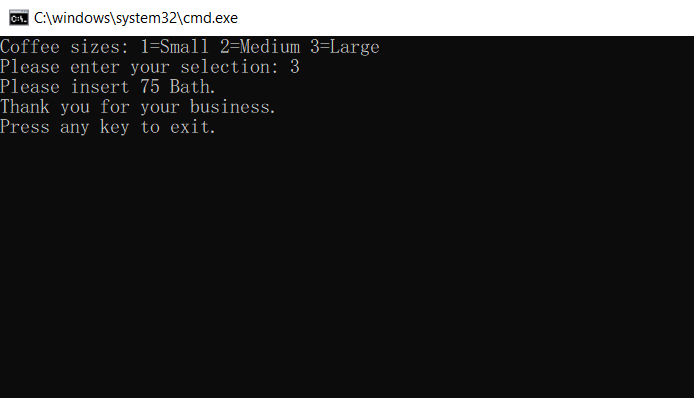 C:\windows\system32\cmd.exe
Coffee sizes: 1=Small 2=Medium 3=Large
Please enter your selection: 3
Please insert 75 Bath.
Thank you for your business.
Press any key to exit.